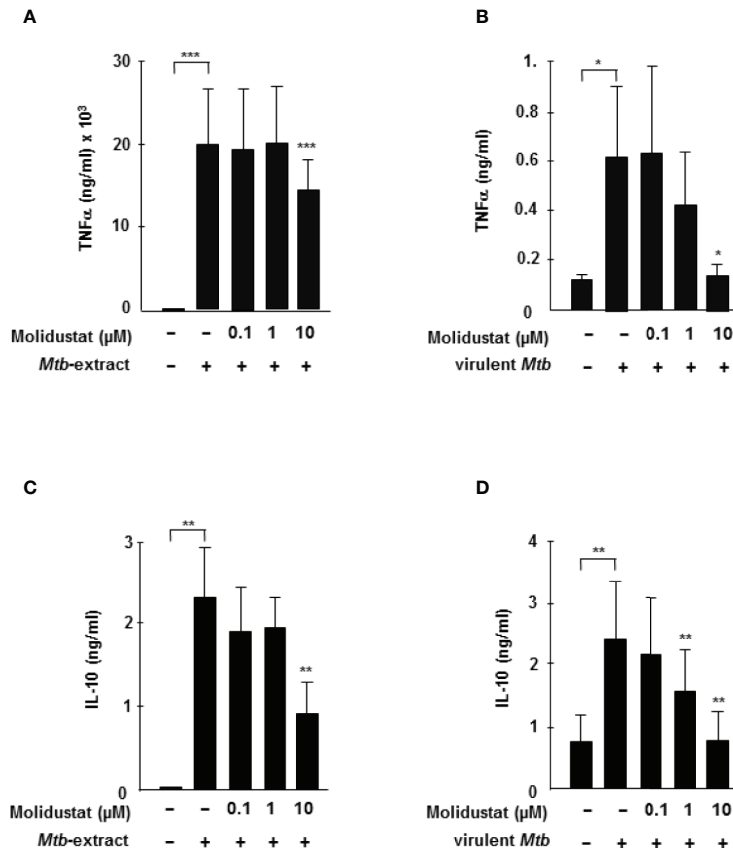 A
TNFα (ng/ml) x 10³
30
20
10
0
***
***
Molidustat (µM) – – 0.1 1 10
Mtb-extract – + + + +
B
TNFα (ng/ml)
1.
0.8
0.6
0.4
0.2
0
*
*
Molidustat (µM) – – 0.1 1 10
virulent Mtb – + + + +
C
IL-10 (ng/ml)
3
2
1
0
**
**
Molidustat (µM) – – 0.1 1 10
Mtb-extract – + + + +
D
IL-10 (ng/ml)
4
3
2
1
0
**
**
**
Molidustat (µM) – – 0.1 1 10
virulent Mtb – + + + +